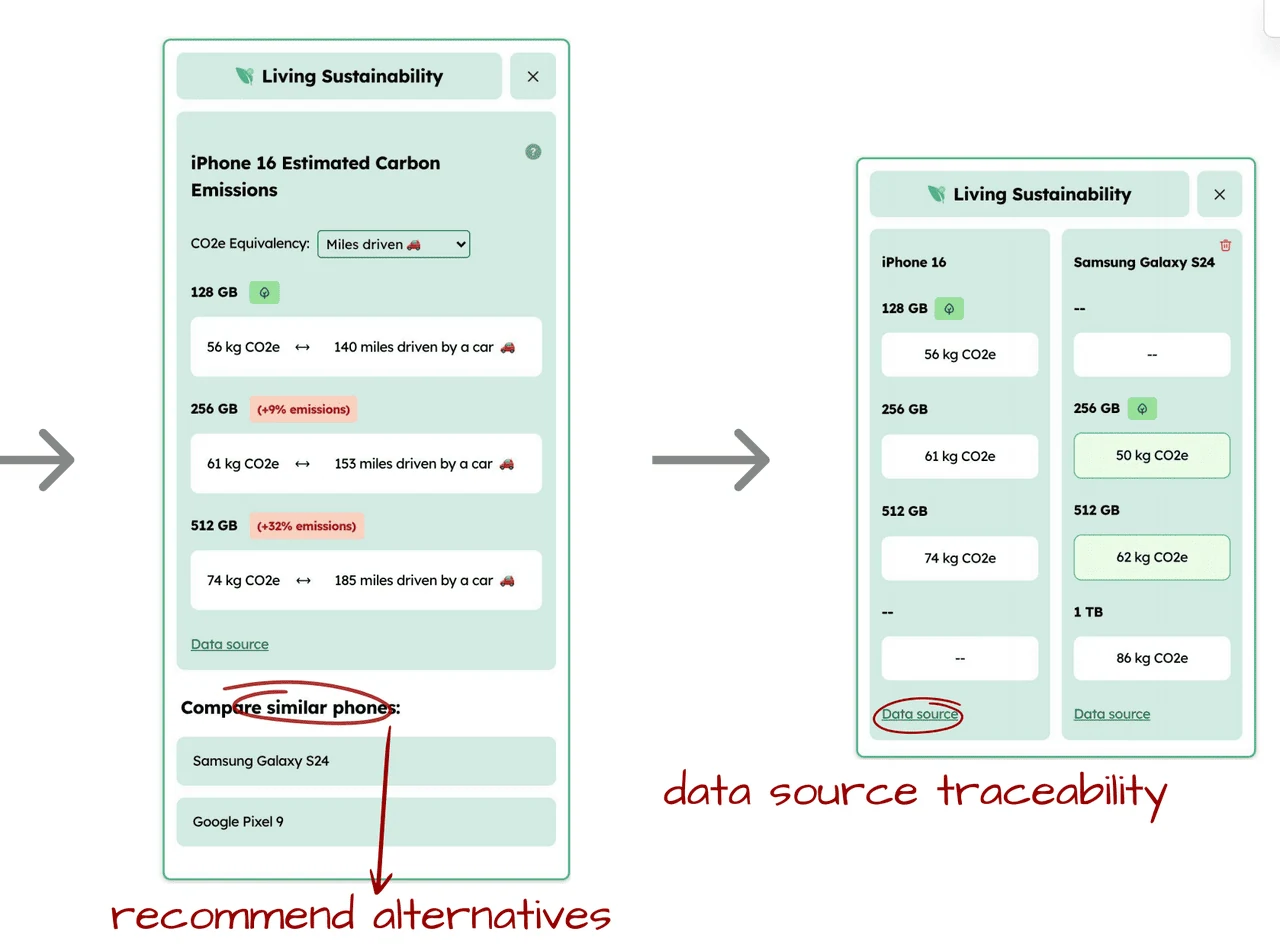 Living Sustainability
×
iPhone 16 Estimated Carbon
Emissions
?
CO2e Equivalency: Miles driven 🚗
128 GB
56 kg CO2e ↔ 140 miles driven by a car 🚗
256 GB (+9% emissions)
61 kg CO2e ↔ 153 miles driven by a car 🚗
512 GB (+32% emissions)
74 kg CO2e ↔ 185 miles driven by a car 🚗
Data source
Compare similar phones:
Samsung Galaxy S24
Google Pixel 9
recommend alternatives
Living Sustainability
×
iPhone 16
128 GB
56 kg CO2e
256 GB
61 kg CO2e
512 GB
74 kg CO2e
--
--
Data source
Samsung Galaxy S24
--
--
256 GB
50 kg CO2e
512 GB
62 kg CO2e
1 TB
86 kg CO2e
Data source
data source traceability